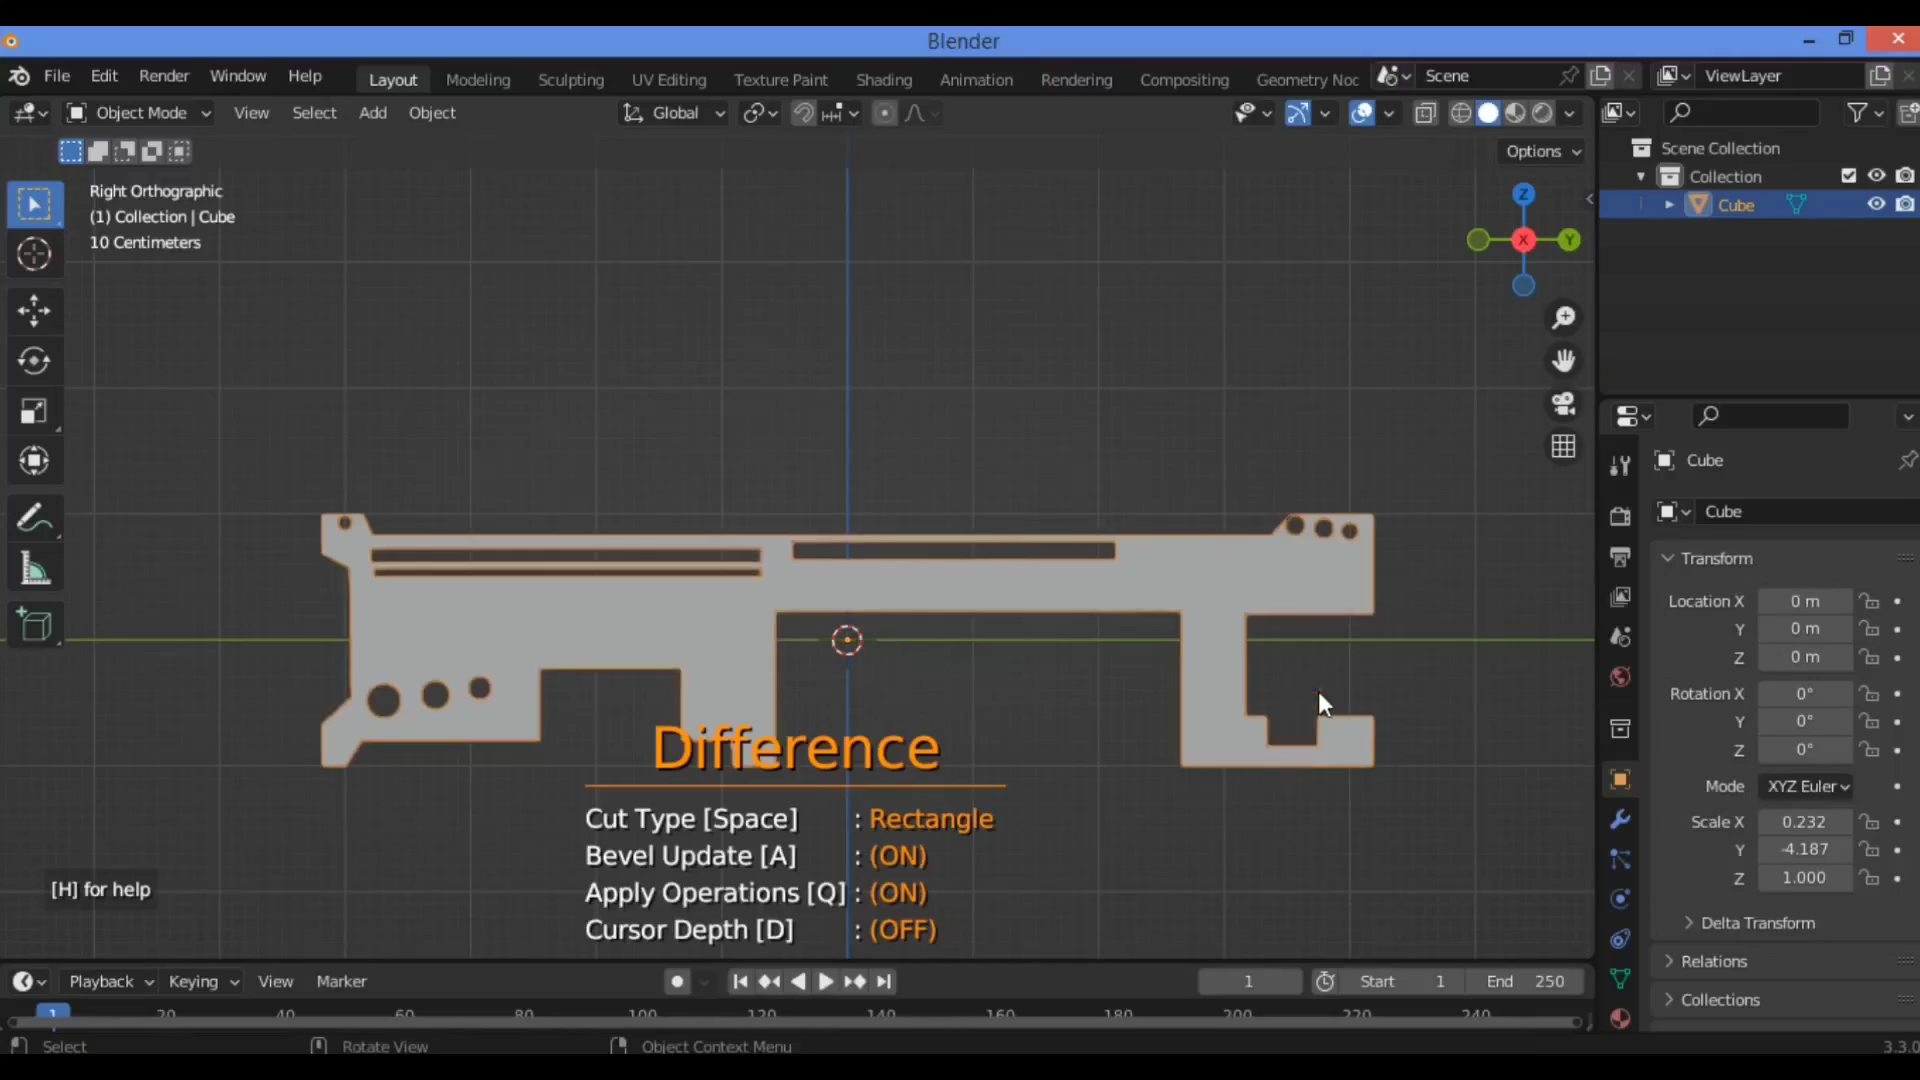 Blender
File Edit Render Window Help Layout Modeling Sculpting UV Editing Texture Paint Shading Animation Rendering Compositing Geometry Noc Scene ViewLayer
Object Mode View Select Add Object Global
Options
Right Orthographic
(1) Collection | Cube
10 Centimeters
Z
X
Y
Scene Collection
Collection
Cube
Cube
Cube
Transform
Location X 0 m
Y 0 m
Z 0 m
Rotation X 0°
Y 0°
Z 0°
Mode XYZ Euler
Scale X 0.232
Y -4.187
Z 1.000
Delta Transform
Relations
Collections
Difference
Cut Type [Space] : Rectangle
Bevel Update [A] : (ON)
Apply Operations [Q] : (ON)
Cursor Depth [D] : (OFF)
[H] for help
Playback Keying View Marker 1 Start 1 End 250
1 20 40 60 80 100 120 140 160 180 200 220 240
Select Rotate View Object Context Menu 3.3.0